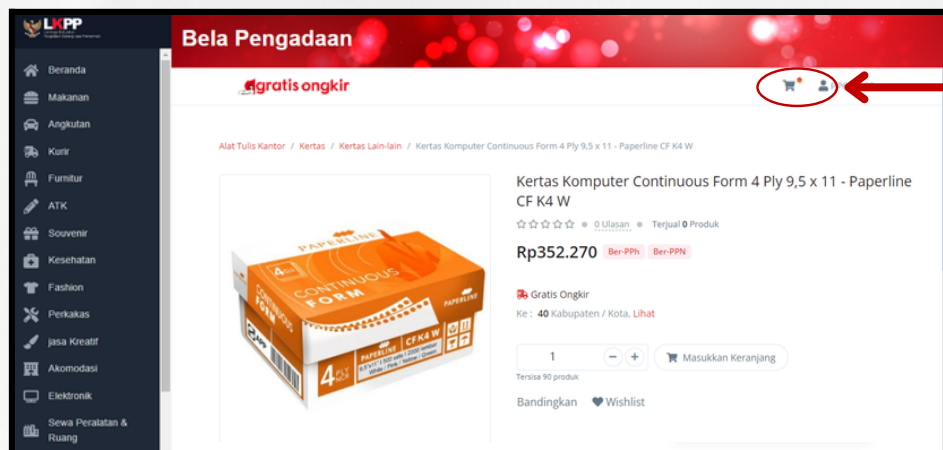 LKPP
Bela Pengadaan
Beranda
Makanan
Angkutan
Kurir
Furnitur
ATK
Souvenir
Kesehatan
Fashion
Perkakas
jasa Kreatif
Akomodasi
Elektronik
Sewa Peralatan &
Ruang
gratis ongkir
Alat Tulis Kantor / Kertas / Kertas Lain-lain / Kertas Komputer Continuous Form 4 Ply 9,5 x 11 - Paperline CF K4 W
PAPERLINE
CONTINUOUS
FORM
PAPERLINE
PAPERLINE CF K4 W
4 PLY
Kertas Komputer Continuous Form 4 Ply 9,5 x 11 - Paperline
CF K4 W
0 Ulasan Terjual 0 Produk
Rp352.270 Ber-PPh Ber-PPN
Gratis Ongkir
Ke : 40 Kabupaten / Kota, Lihat
1 − + Masukkan Keranjang
Tersisa 90 produk
Bandingkan Wishlist